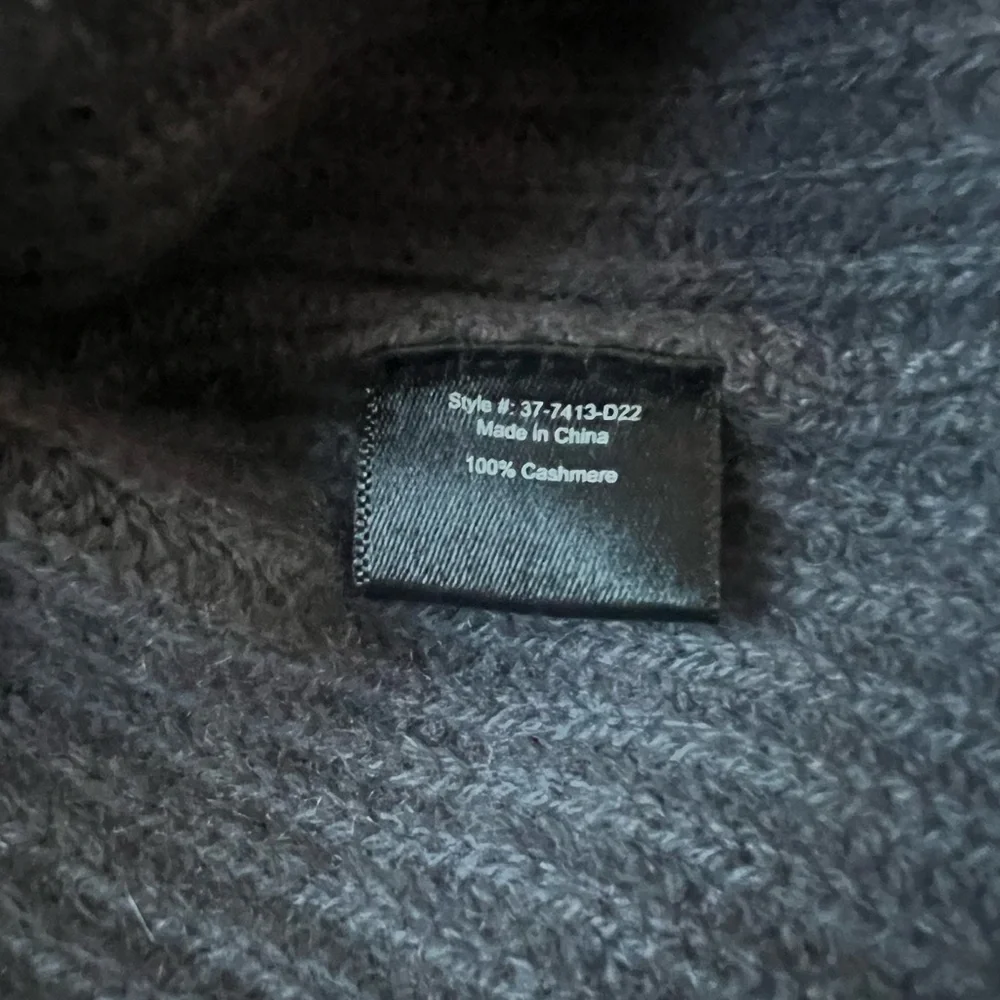 Style #: 37-7413-D22
Made In China
100% Cashmere